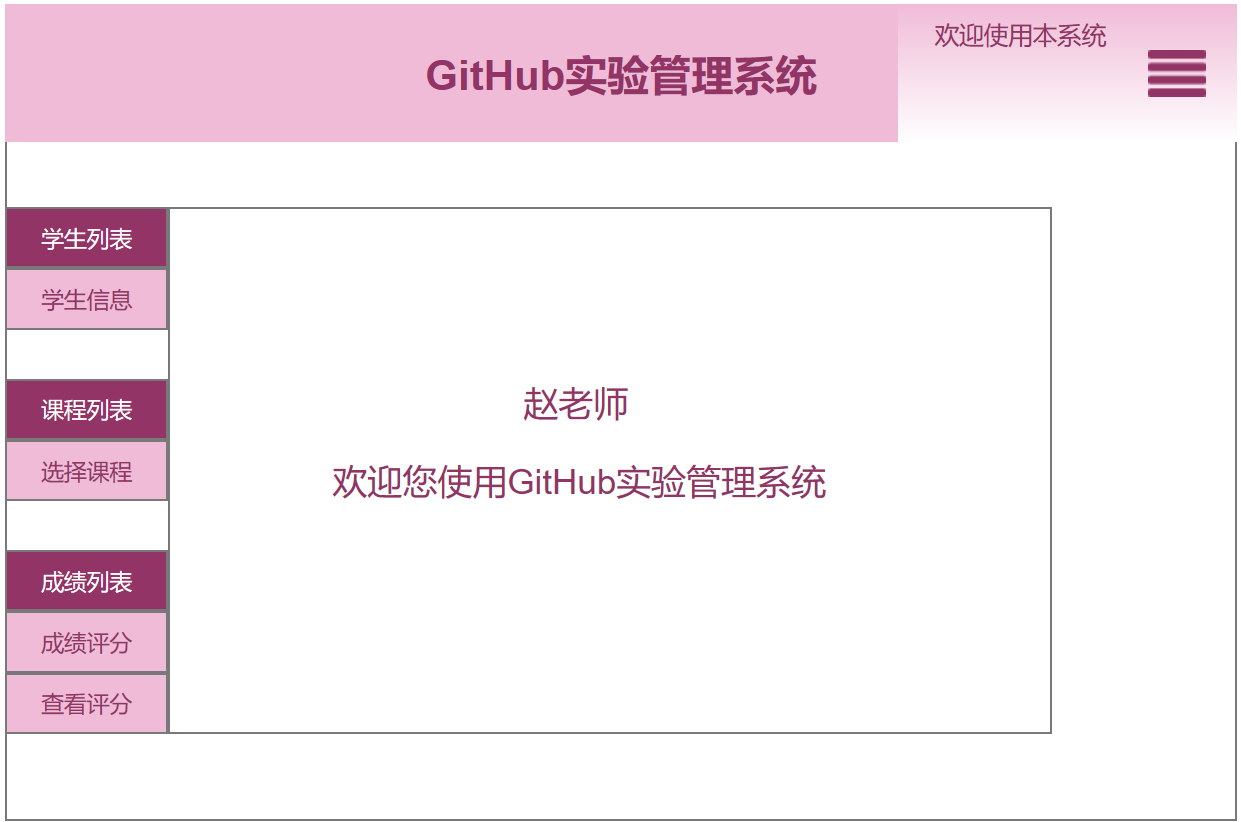 欢迎使用本系统
GitHub实验管理系统
学生列表
学生信息
课程列表
选择课程
成绩列表
成绩评分
查看评分
赵老师
欢迎您使用GitHub实验管理系统